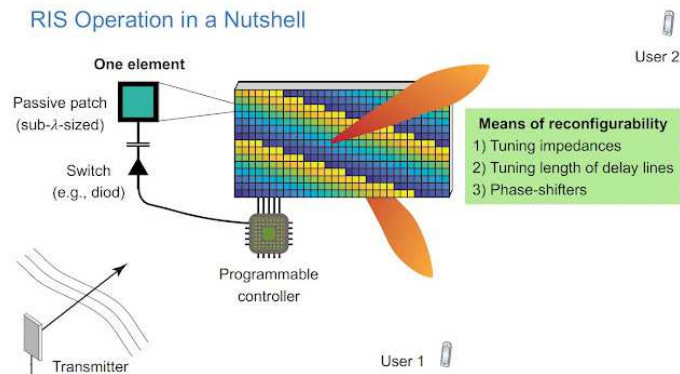 RIS Operation in a Nutshell
User 2
One element
Passive patch
(sub-λ-sized)
Switch
(e.g., diod)
Means of reconfigurability
1) Tuning impedances
2) Tuning length of delay lines
3) Phase-shifters
Programmable
controller
Transmitter
User 1